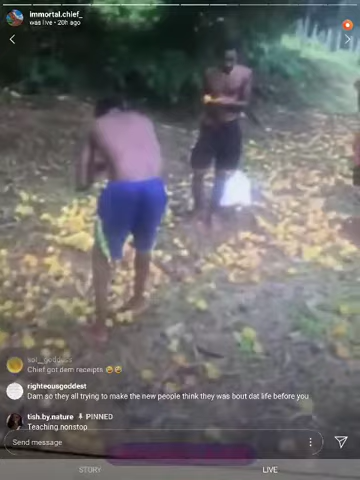 immortal.chief_
was live • 20h ago
Chief got dem receipts 😂😂
righteousgoddest
Dam so they all trying to make the new people think they was bout dat life before you
tish.by.nature PINNED
Teaching nonstop
Send message
STORY
LIVE